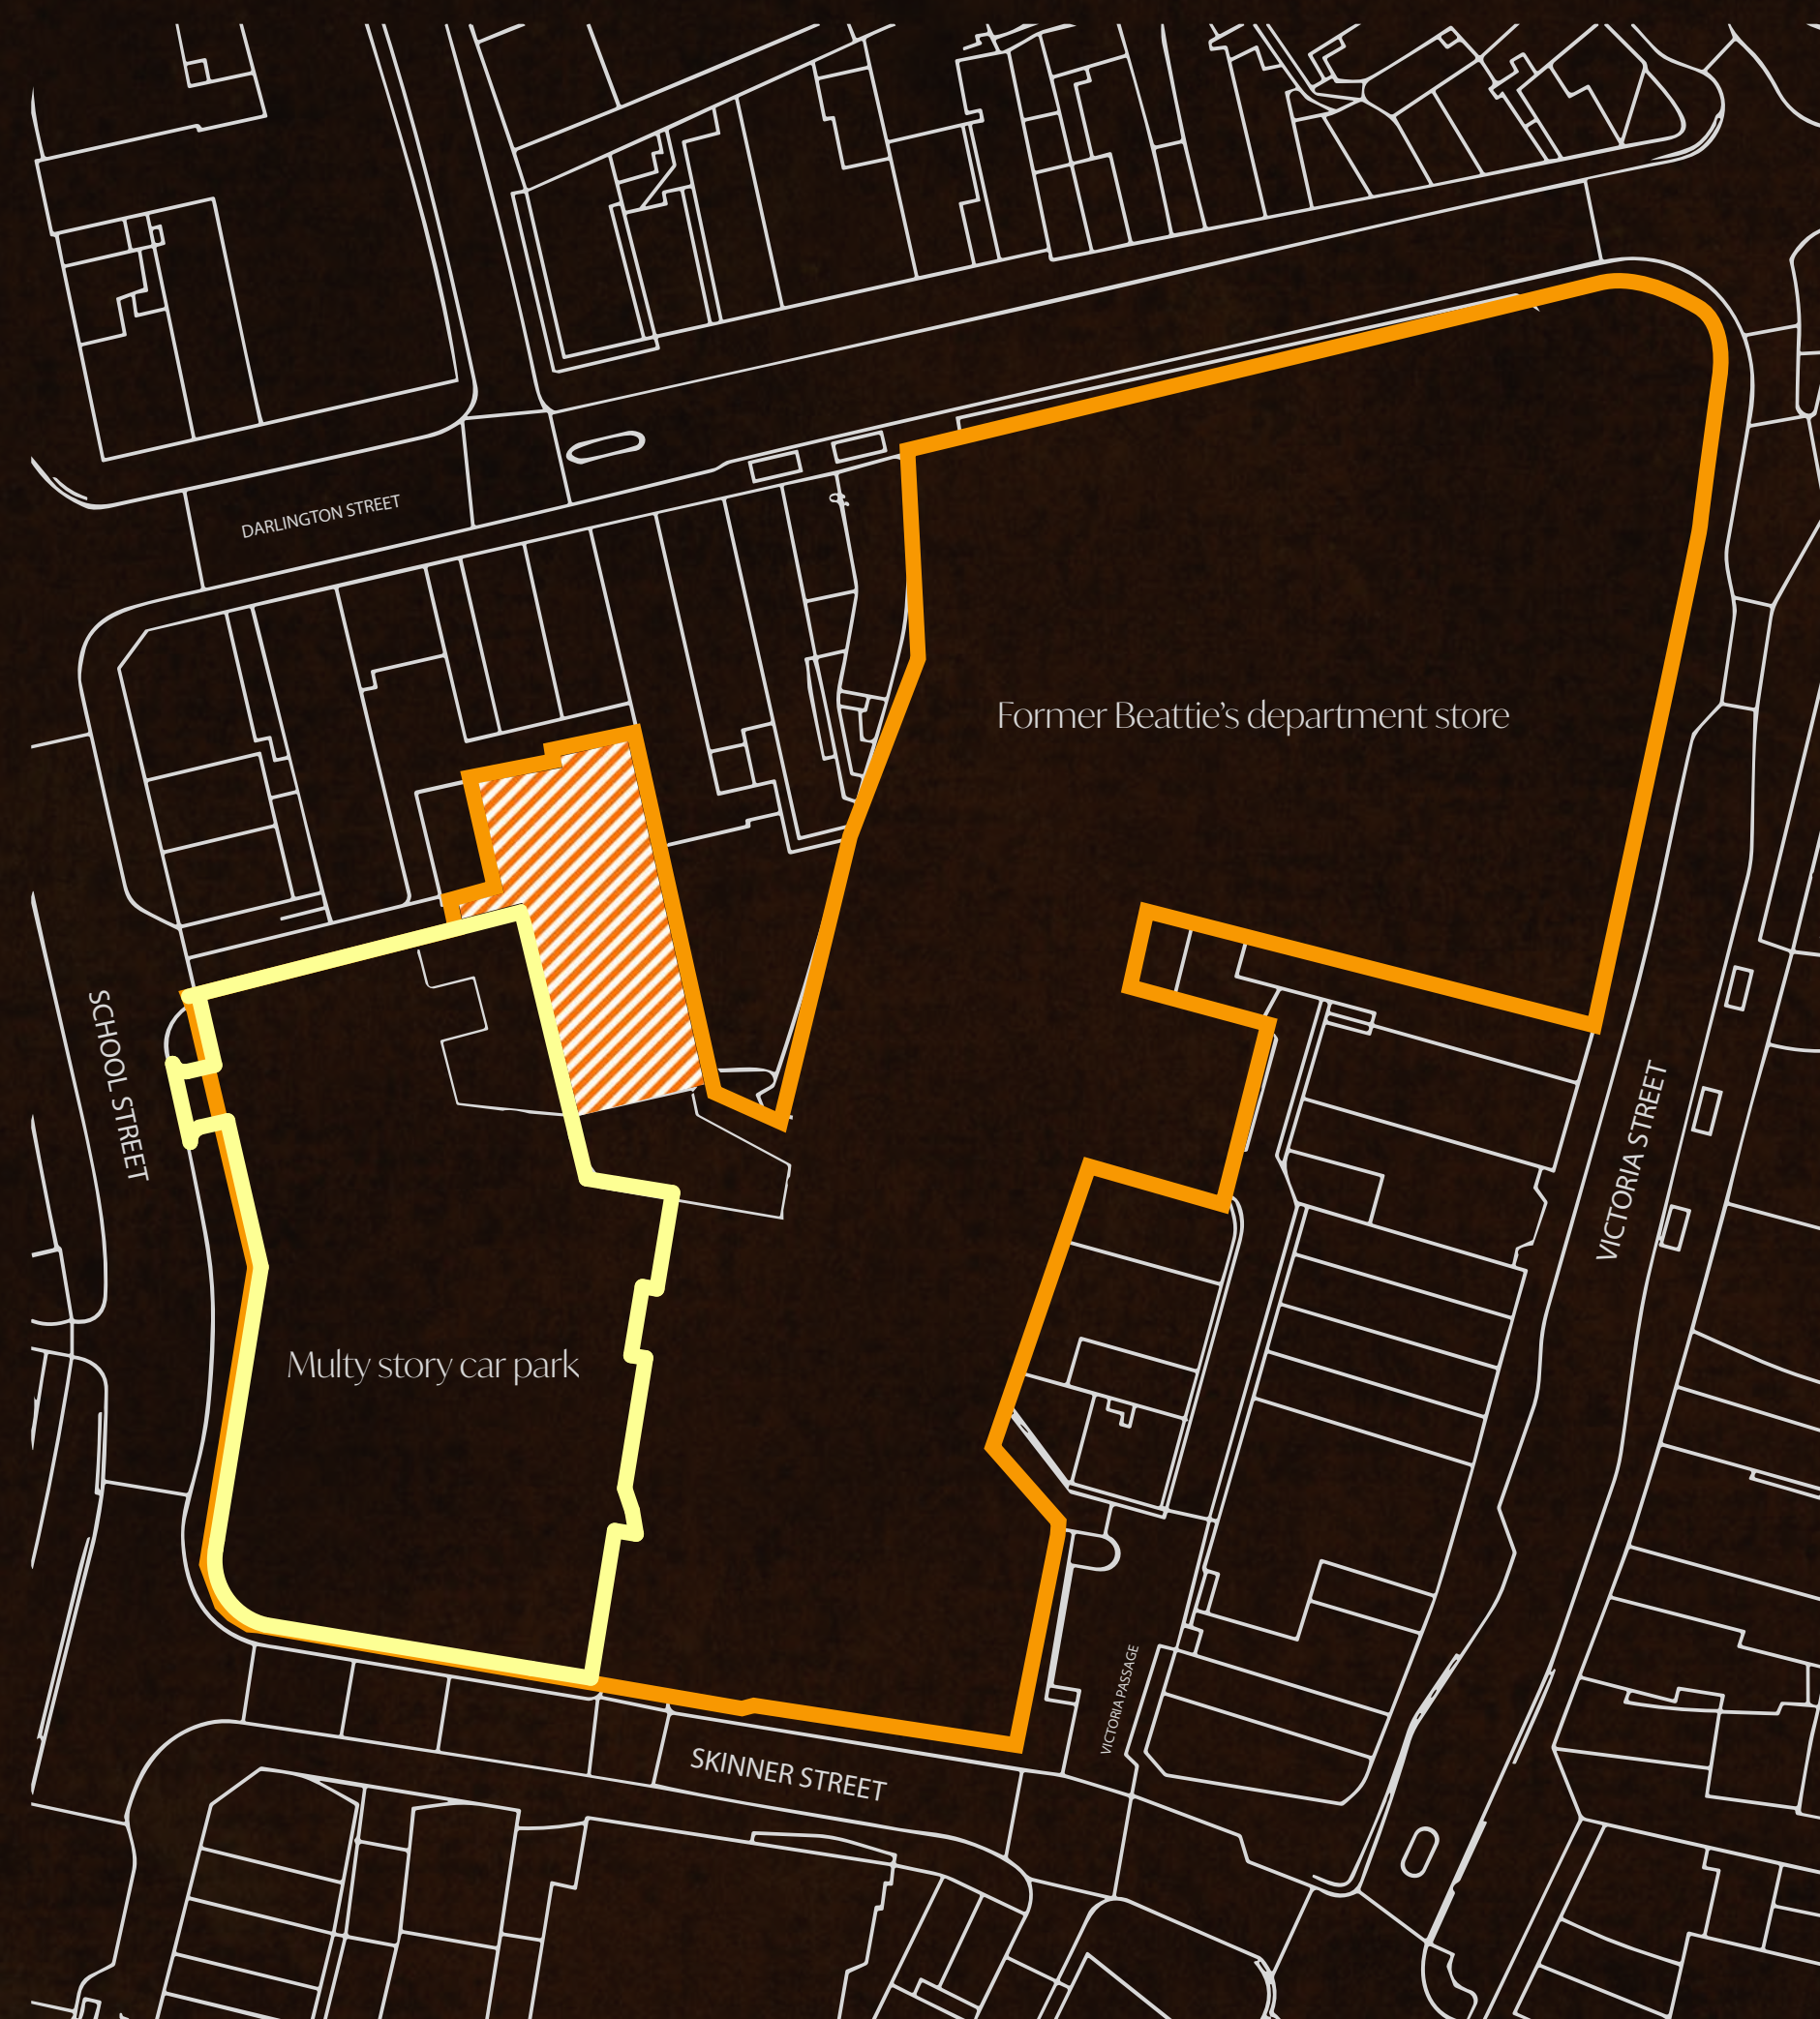 DARLINGTON STREET
Former Beattie's department store
SCHOOL STREET
VICTORIA STREET
Multy story car park
VICTORIA PASSAGE
SKINNER STREET